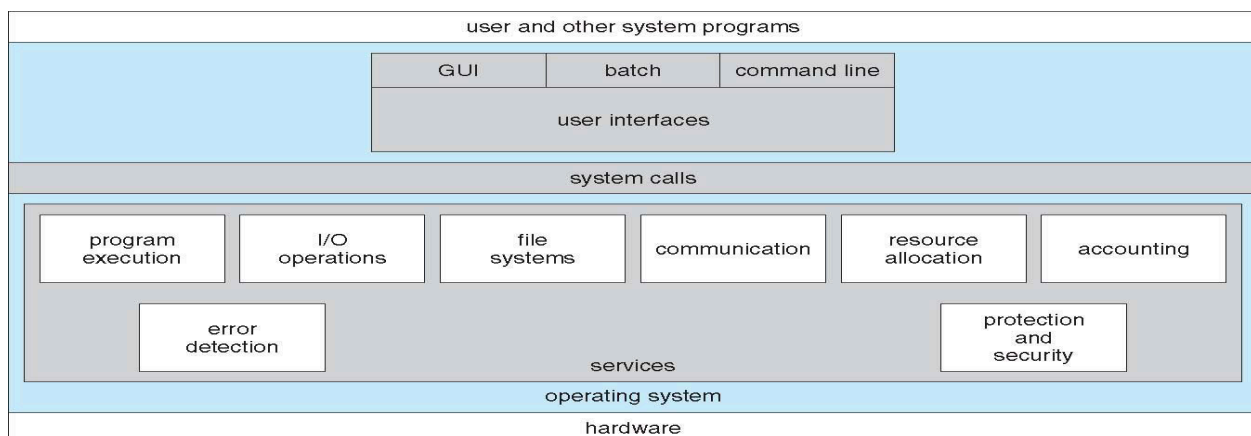 user and other system programs
GUI
batch
command line
user interfaces
system calls
program
execution
I/O
operations
file
systems
communication
resource
allocation
accounting
error
detection
protection
and
security
services
operating system
hardware